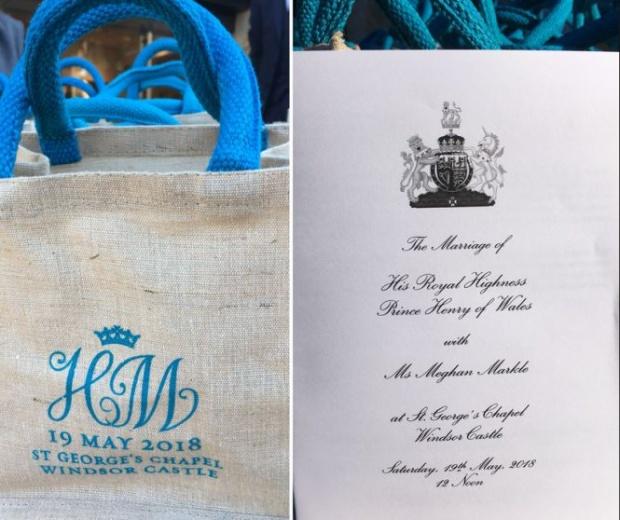 HM
19 MAY 2018
ST GEORGE'S CHAPEL
WINDSOR CASTLE
The Marriage of
His Royal Highness
Prince Henry of Wales
with
Ms Meghan Markle
at St. George's Chapel
Windsor Castle
Saturday, 19th May, 2018
12 Noon